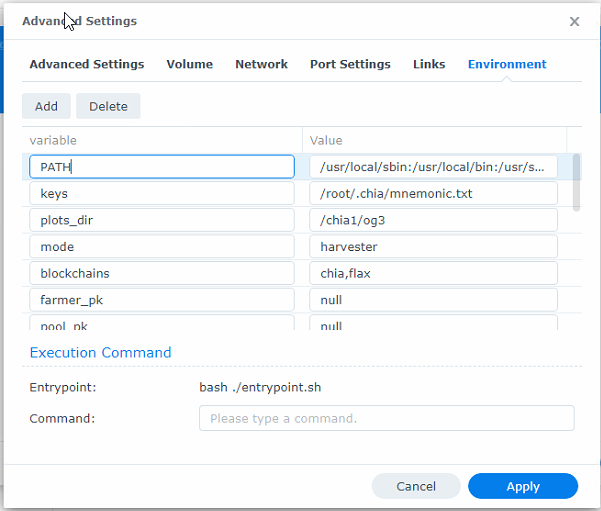 Advanced Settings
Advanced Settings Volume Network Port Settings Links Environment
Add Delete
variable Value
PATH /usr/local/sbin:/usr/local/bin:/usr/s...
keys /root/.chia/mnemonic.txt
plots_dir /chia1/og3
mode harvester
blockchains chia,flax
farmer_pk null
pool_pk null
Execution Command
Entrypoint: bash ./entrypoint.sh
Command: Please type a command.
Cancel Apply